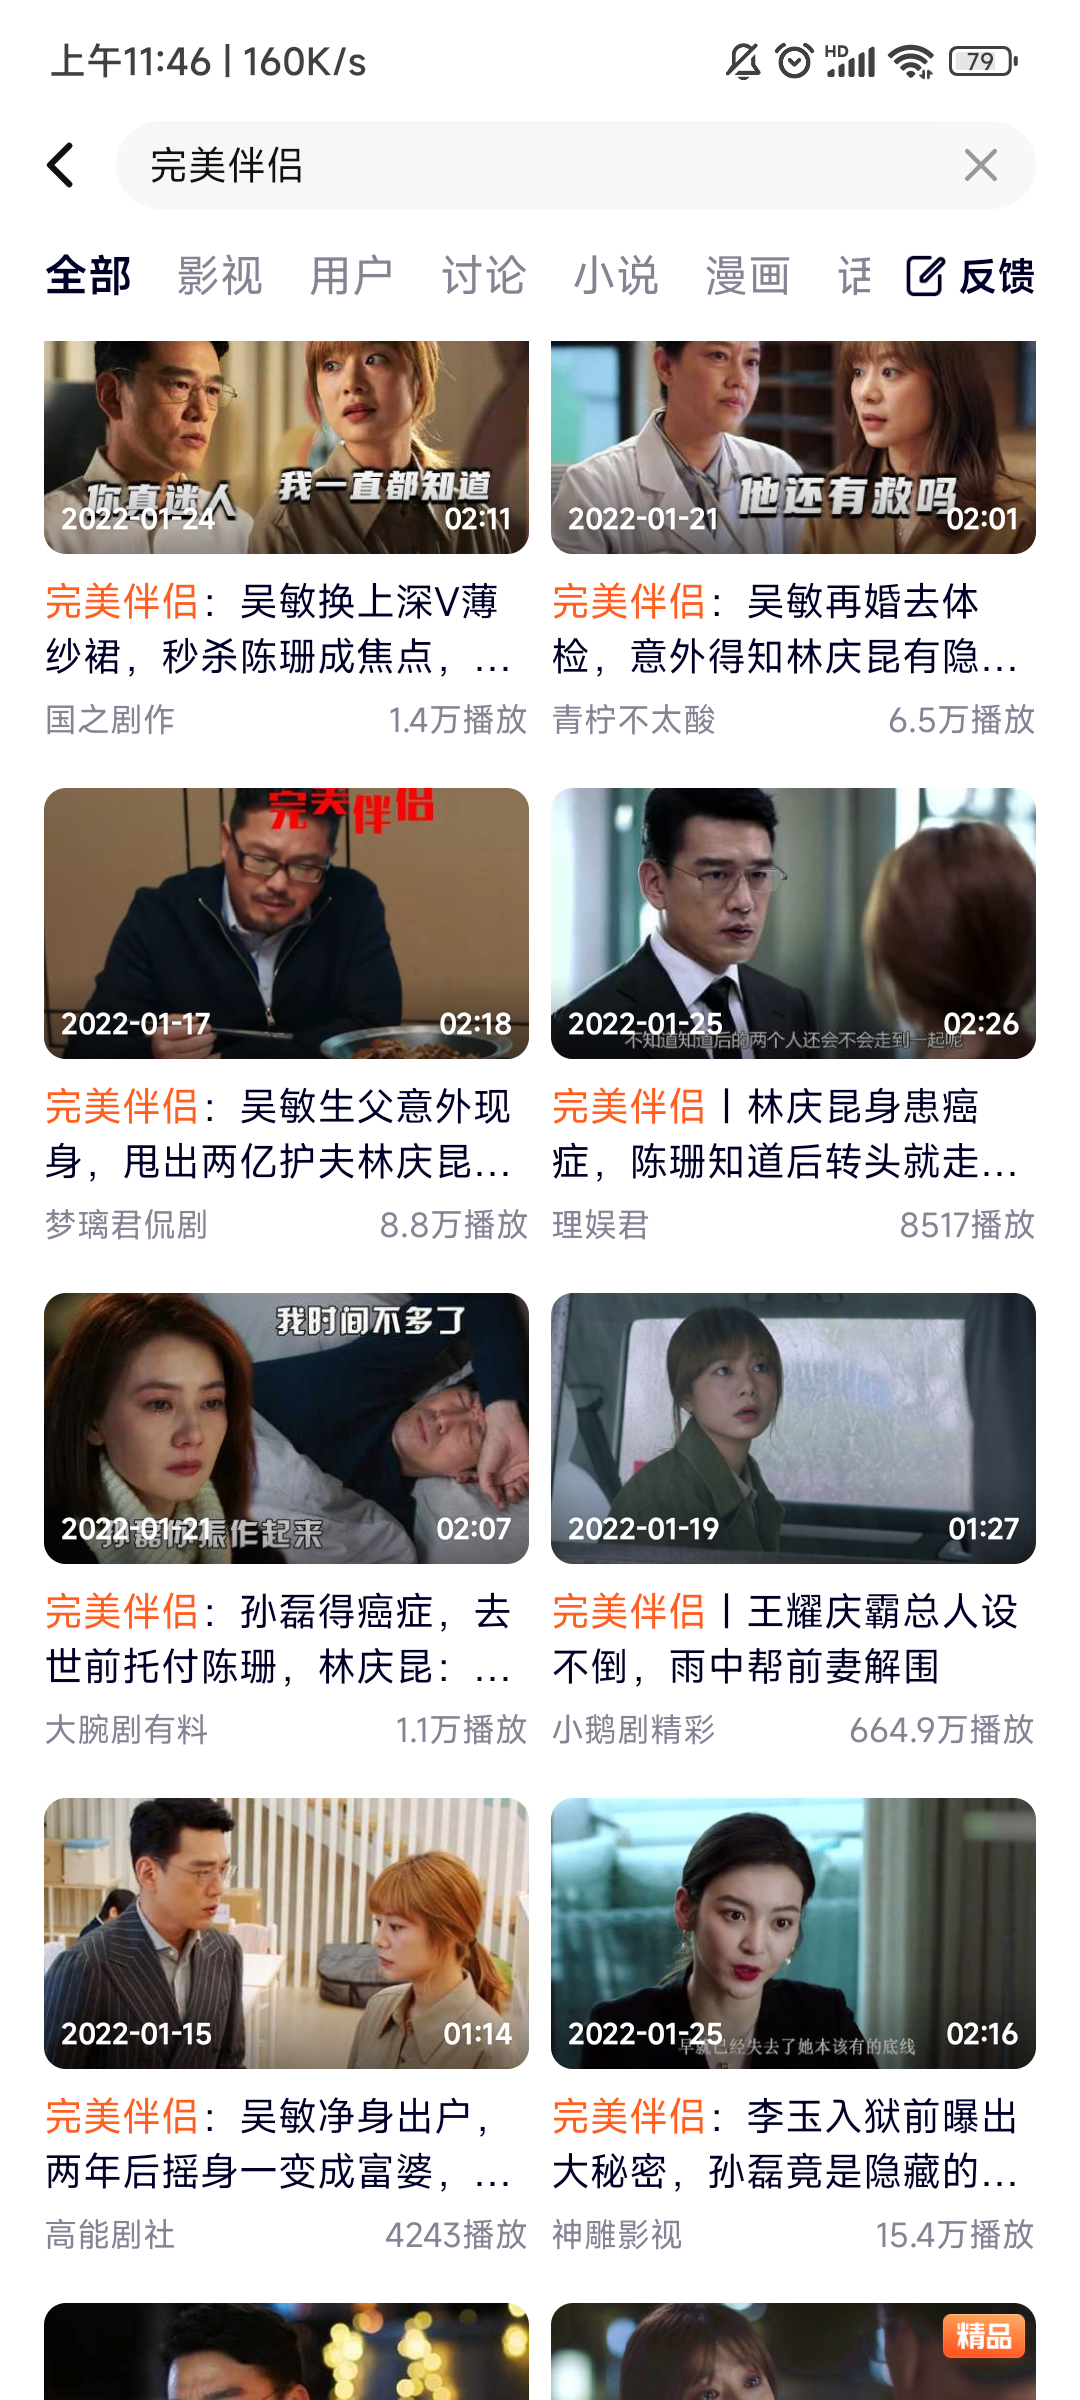 上午11:46 | 160K/s
HD
79
完美伴侣
全部 影视 用户 讨论 小说 漫画 反馈
你真迷人 我一直都知道
2022-01-24 02:11
完美伴侣：吴敏换上深V薄
纱裙，秒杀陈珊成焦点，...
国之剧作 1.4万播放
他还有救吗
2022-01-21 02:01
完美伴侣：吴敏再婚去体
检，意外得知林庆昆有隐...
青柠不太酸 6.5万播放
完美伴侣
2022-01-17 02:18
完美伴侣：吴敏生父意外现
身，甩出两亿护夫林庆昆...
梦璃君侃剧 8.8万播放
2022-01-25 02:26
不知道知道后的两个人还会不会走到一起呢
完美伴侣丨林庆昆身患癌
症，陈珊知道后转头就走...
理娱君 8517播放
我时间不多了
2022-01-21 02:07
孙磊你振作起来
完美伴侣：孙磊得癌症，去
世前托付陈珊，林庆昆：...
大腕剧有料 1.1万播放
2022-01-19 01:27
完美伴侣丨王耀庆霸总人设
不倒，雨中帮前妻解围
小鹅剧精彩 664.9万播放
2022-01-15 01:14
完美伴侣：吴敏净身出户，
两年后摇身一变成富婆，...
高能剧社 4243播放
2022-01-25 02:16
早就已经失去了她本该有的底线
完美伴侣：李玉入狱前曝出
大秘密，孙磊竟是隐藏的...
神雕影视 15.4万播放
精品